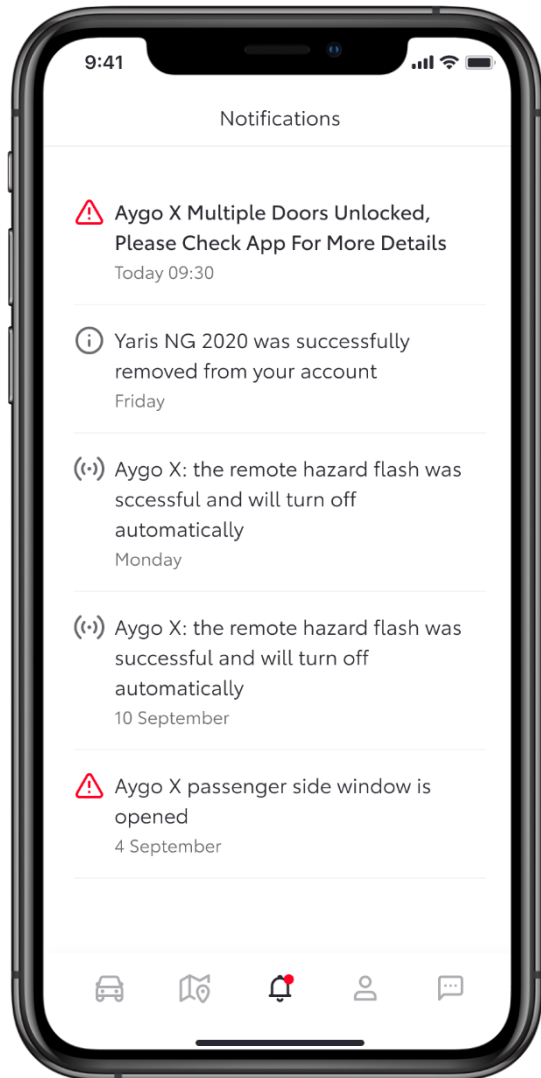 9:41
Notifications
Aygo X Multiple Doors Unlocked,
Please Check App For More Details
Today 09:30
Yaris NG 2020 was successfully
removed from your account
Friday
Aygo X: the remote hazard flash was
sccessful and will turn off
automatically
Monday
Aygo X: the remote hazard flash was
successful and will turn off
automatically
10 September
Aygo X passenger side window is
opened
4 September